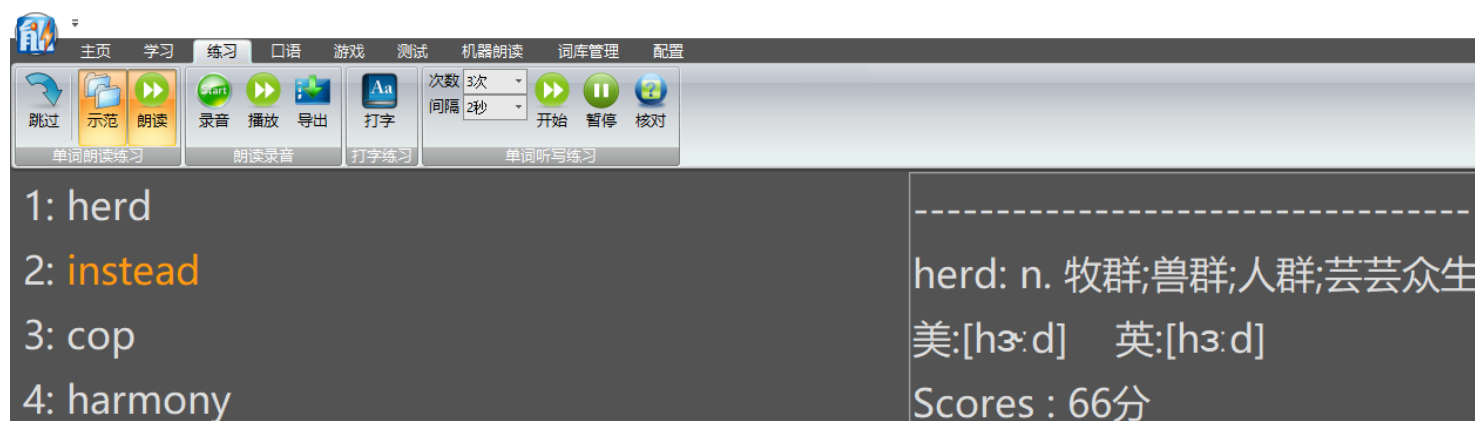 能
主页 学习 练习 口语 游戏 测试 机器朗读 词库管理 配置
跳过 示范 朗读 Start 录音 播放 导出 Aa 打字 次数 3次 间隔 2秒 开始 暂停 核对
单词朗读练习 朗读录音 打字练习 单词听写练习
1: herd
2: instead
3: cop
4: harmony
----------------------------------
herd: n. 牧群;兽群;人群;芸芸众生
美:[hɝːd] 英:[hɜːd]
Scores : 66分